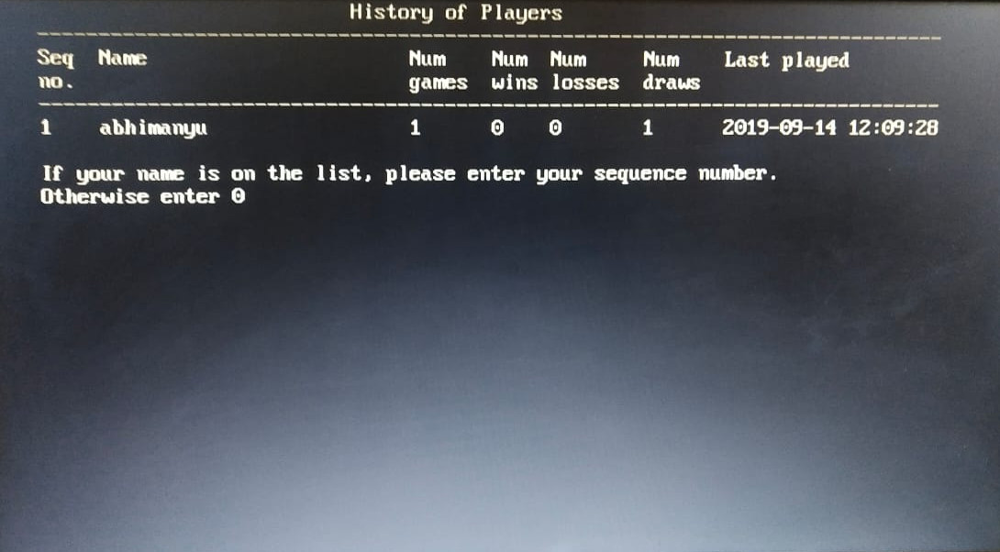 History of Players
Seq Name Num Num Num Num Last played
no. games wins losses draws
1 abhimanyu 1 0 0 1 2019-09-14 12:09:28
If your name is on the list, please enter your sequence number.
Otherwise enter 0